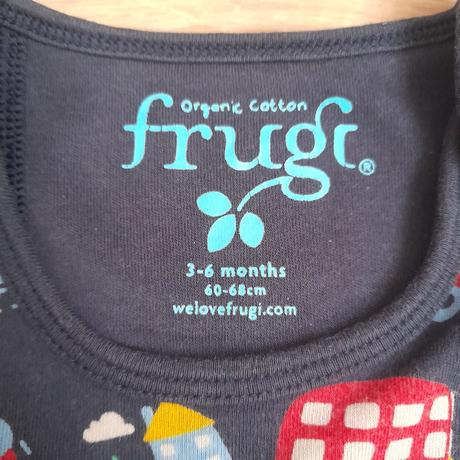 Organic Cotton
frugi®
3-6 months
60-68cm
welovefrugi.com